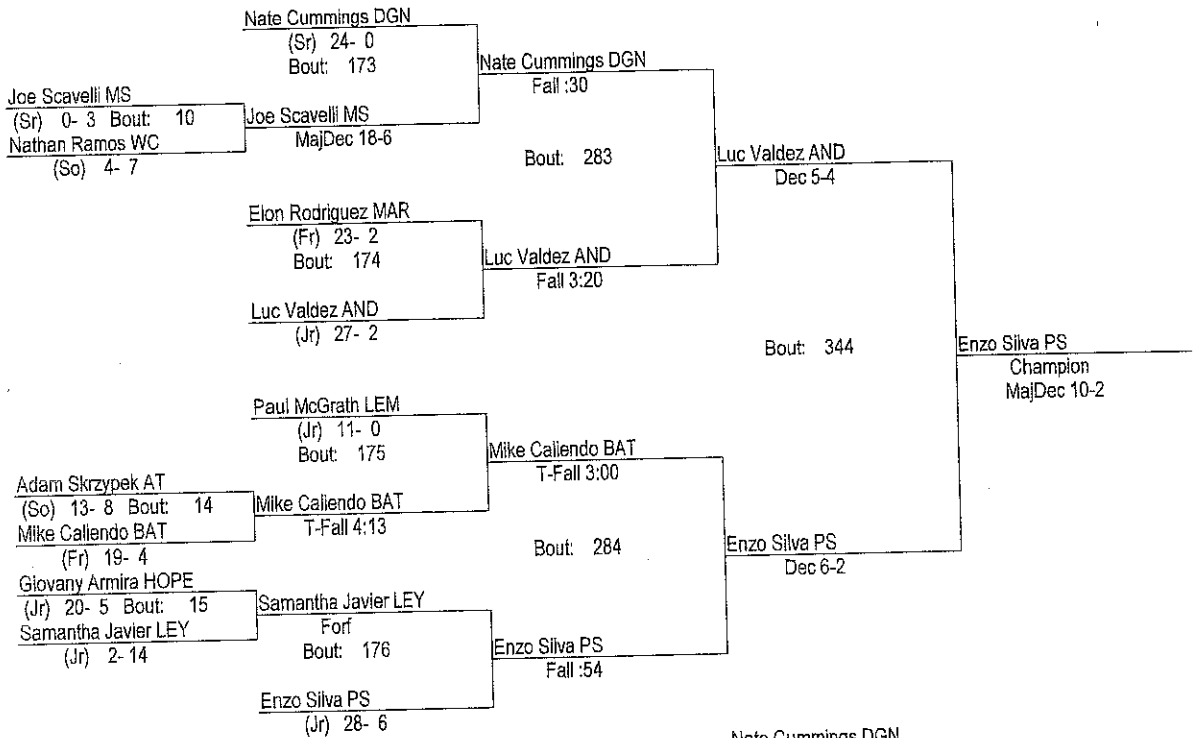 Nate Cummings DGN
(Sr) 24- 0
Bout: 173
Nate Cummings DGN
Fall :30
Joe Scavelli MS
(Sr) 0- 3 Bout: 10
Nathan Ramos WC
(So) 4- 7
Joe Scavelli MS
MajDec 18-6
Bout: 283
Luc Valdez AND
Dec 5-4
Elon Rodriguez MAR
(Fr) 23- 2
Bout: 174
Luc Valdez AND
Fall 3:20
Luc Valdez AND
(Jr) 27- 2
Bout: 344
Enzo Silva PS
Champion
MajDec 10-2
Paul McGrath LEM
(Jr) 11- 0
Bout: 175
Mike Caliendo BAT
T-Fall 3:00
Adam Skrzypek AT
(So) 13- 8 Bout: 14
Mike Caliendo BAT
(Fr) 19- 4
Mike Caliendo BAT
T-Fall 4:13
Bout: 284
Enzo Silva PS
Dec 6-2
Giovany Armira HOPE
(Jr) 20- 5 Bout: 15
Samantha Javier LEY
(Jr) 2- 14
Samantha Javier LEY
Forf
Bout: 176
Enzo Silva PS
Fall :54
Enzo Silva PS
(Jr) 28- 6
Nate Cummings DGN